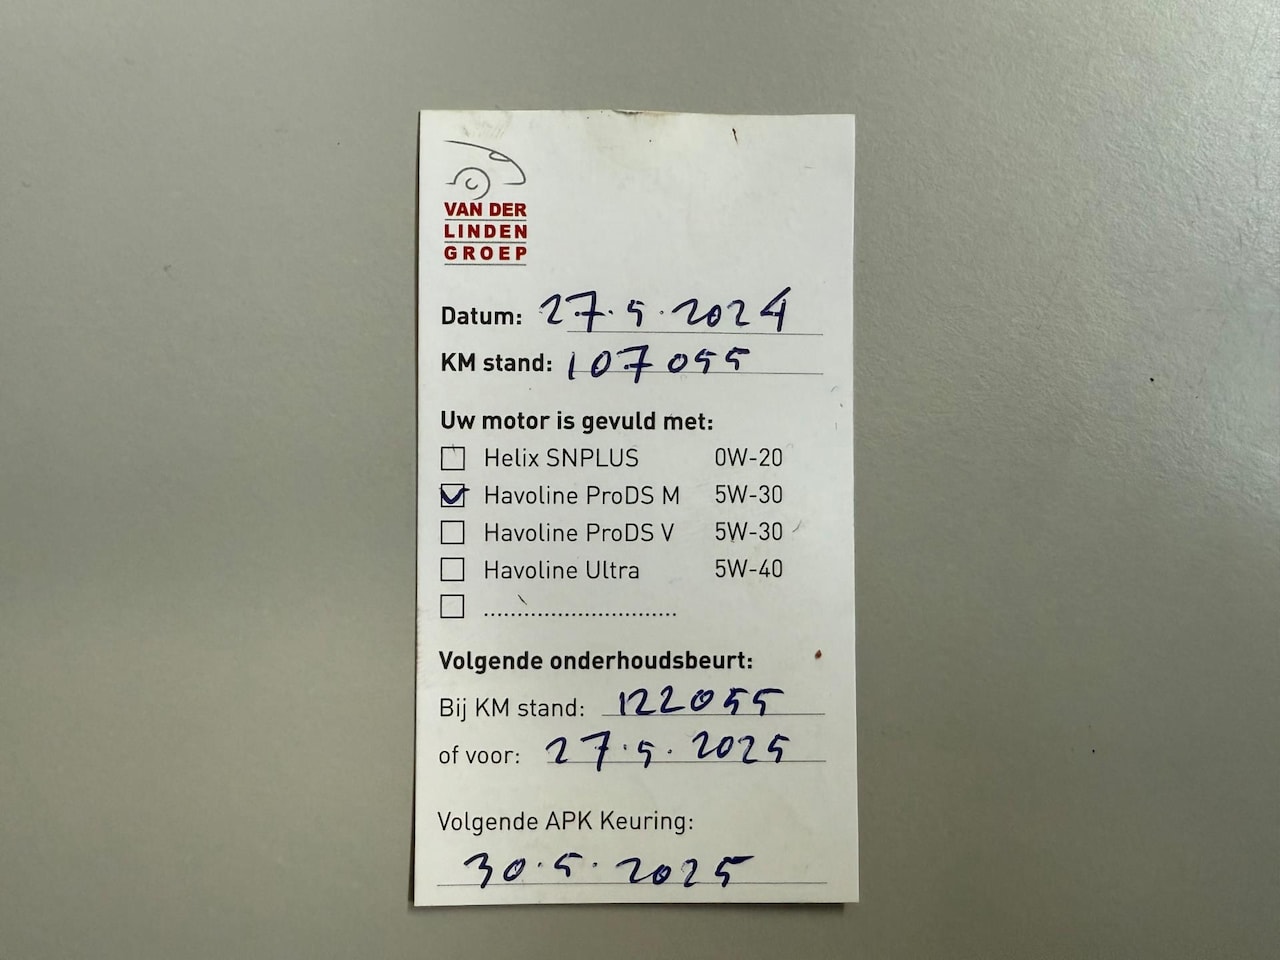 VAN DER
LINDEN
GROEP
Datum: 27.5.2024
KM stand: 107055
Uw motor is gevuld met:
Helix SNPLUS 0W-20
Havoline ProDS M 5W-30
Havoline ProDS V 5W-30
Havoline Ultra 5W-40
..............................
Volgende onderhoudsbeurt:
Bij KM stand: 122055
of voor: 27.5.2025
Volgende APK Keuring:
30.5.2025